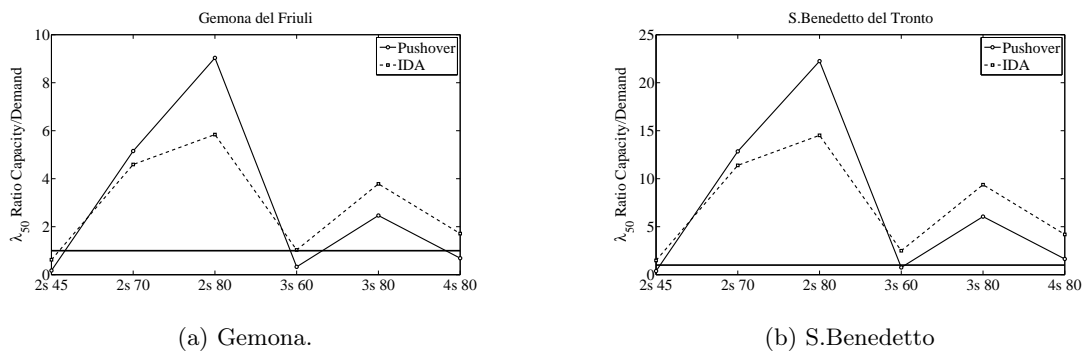 Gemona del Friuli
λ50 Ratio Capacity/Demand
10
8
6
4
2
0
2s 45 2s 70 2s 80 3s 60 3s 80 4s 80
Pushover
IDA
(a) Gemona.
S.Benedetto del Tronto
λ50 Ratio Capacity/Demand
25
20
15
10
5
0
2s 45 2s 70 2s 80 3s 60 3s 80 4s 80
Pushover
IDA
(b) S.Benedetto